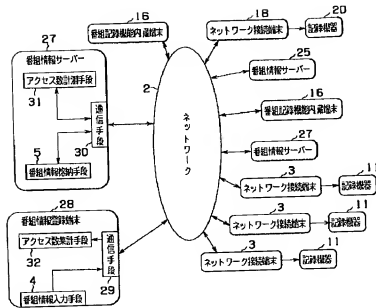 27
番組情報サーバー
アクセス数計測手段
31
通信手段
30
5
番組情報格納手段
28
番組情報登録端末
アクセス数集計手段
32
通信手段
29
4
番組情報入力手段
16
番組記録機能内蔵端末
2
ネットワーク
18
ネットワーク接続端末
20
記録機器
25
番組情報サーバー
16
番組記録機能内蔵端末
27
番組情報サーバー
3
ネットワーク接続端末
11
記録機器
3
ネットワーク接続端末
11
記録機器
3
ネットワーク接続端末
11
記録機器